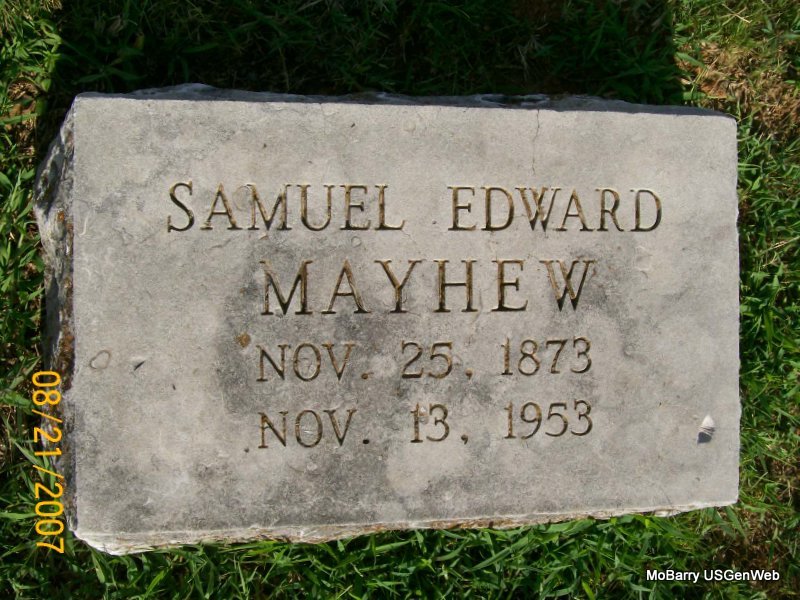 SAMUEL EDWARD
MAYHEW
NOV. 25, 1873
NOV. 13, 1953
08/21/2007
MoBarry USGenWeb